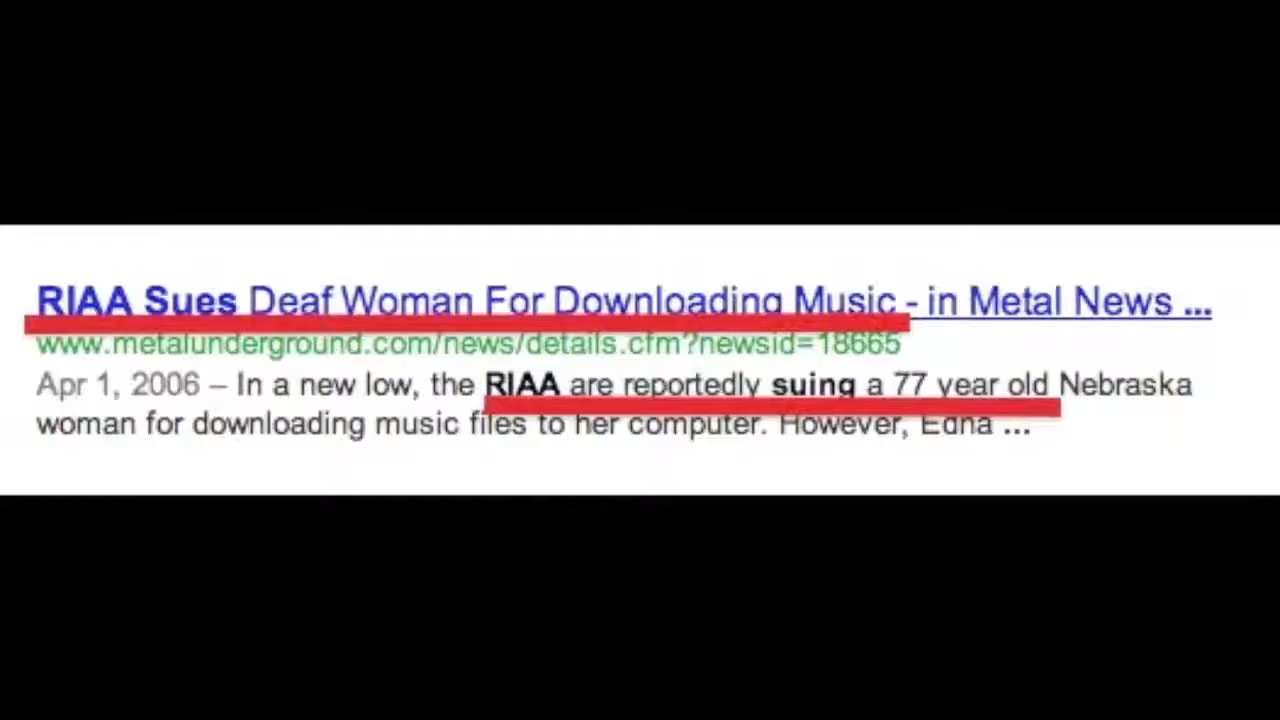 RIAA Sues Deaf Woman For Downloading Music - in Metal News ...
www.metalunderground.com/news/details.cfm?newsid=18665
Apr 1, 2006 – In a new low, the RIAA are reportedly suing a 77 year old Nebraska
woman for downloading music files to her computer. However, Edna ...